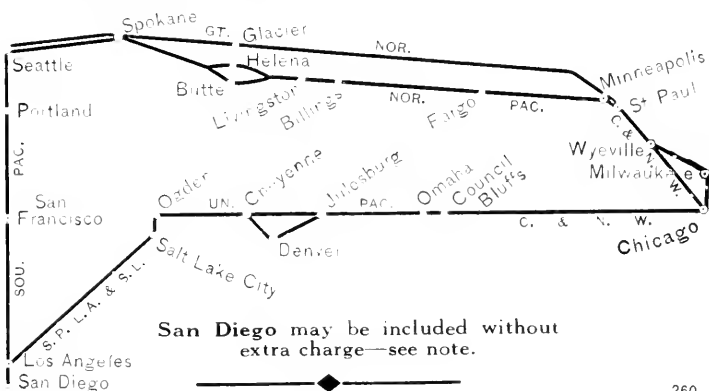 Spokane
GT. Glacier
NOR.
Seattle
Helena
Butte
Minneapolis
St Paul
Livingston
Billings
NOR.
Fargo
PAC.
Portland
C. & N. W.
Wyeville
Milwaukee
PAC.
Ogden
UN.
Cheyenne
Julesburg
PAC.
Omaha
Council
Bluffs
San
Francisco
C. & N. W.
Chicago
Denver
Salt Lake City
SOU.
S. P. L. A. & S. L.
San Diego may be included without
extra charge—see note.
Los Angeles
San Diego
260